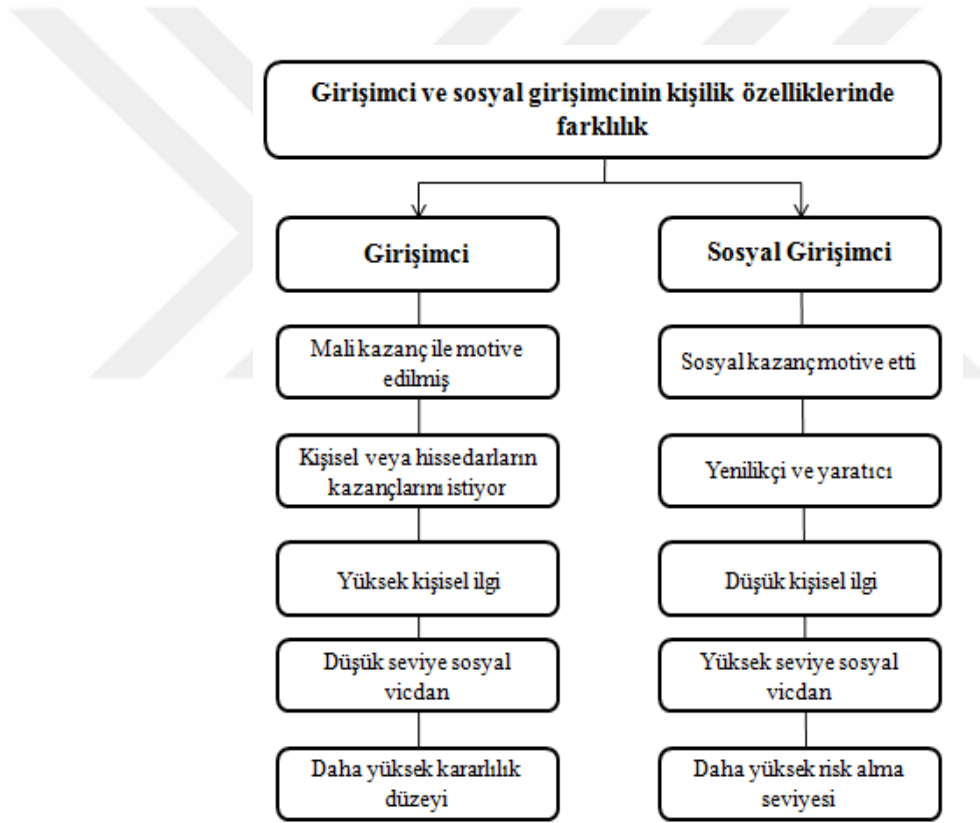 Girişimci ve sosyal girişimcinin kişilik özelliklerinde
farklılık
Girişimci
Mali kazanç ile motive
edilmiş
Kişisel veya hissedarların
kazançlarını istiyor
Yüksek kişisel ilgi
Düşük seviye sosyal
vicdan
Daha yüksek kararlılık
düzeyi
Sosyal Girişimci
Sosyal kazanç motive etti
Yenilikçi ve yaratıcı
Düşük kişisel ilgi
Yüksek seviye sosyal
vicdan
Daha yüksek risk alma
seviyesi